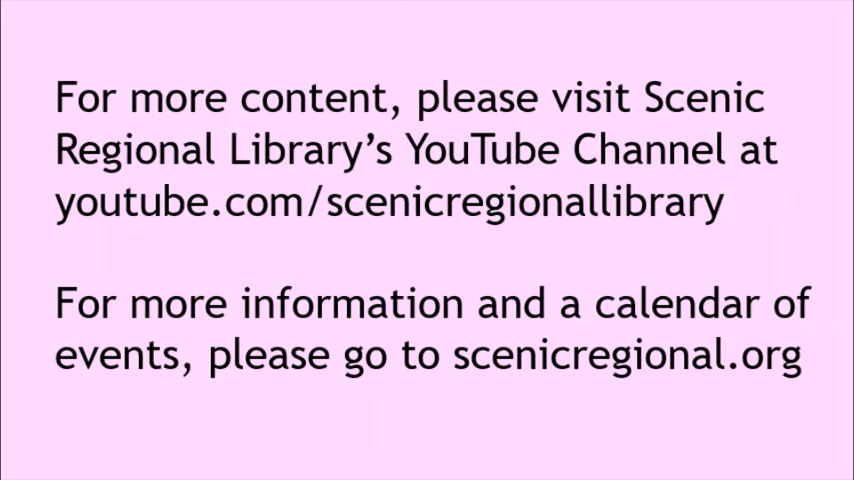 For more content, please visit Scenic
Regional Library’s YouTube Channel at
youtube.com/scenicregionallibrary
For more information and a calendar of
events, please go to scenicregional.org